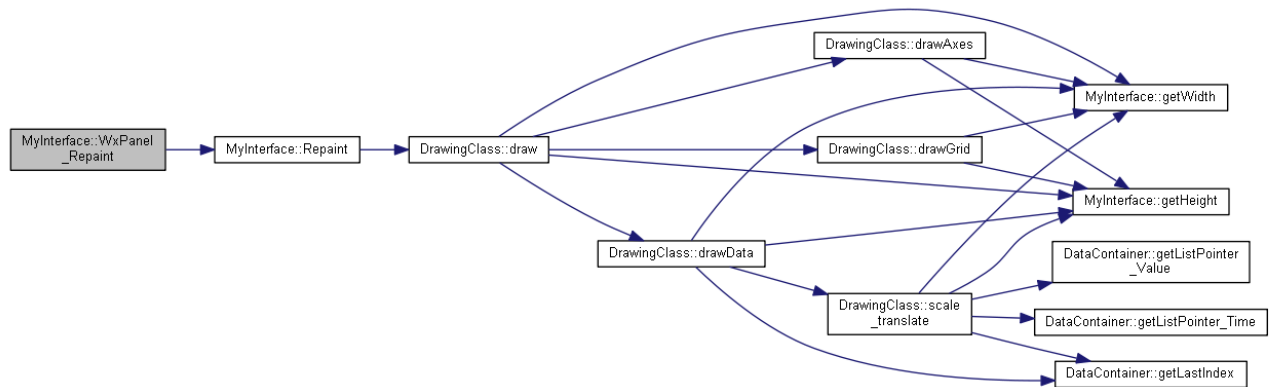 DrawingClass::drawAxes
MyInterface::getWidth
MyInterface::WxPanel
_Repaint
MyInterface::Repaint
DrawingClass::draw
DrawingClass::drawGrid
MyInterface::getHeight
DrawingClass::drawData
DataContainer::getListPointer
_Value
DrawingClass::scale
_translate
DataContainer::getListPointer_Time
DataContainer::getLastIndex